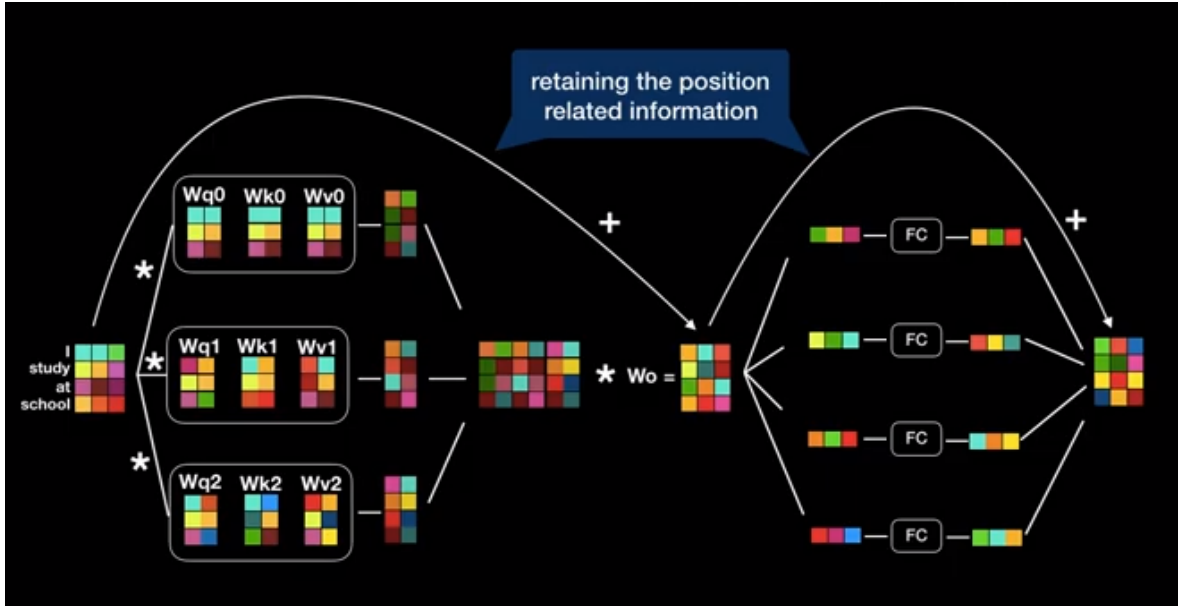 retaining the position
related information
Wq0 Wk0 Wv0
+
+
*
FC
I
study
at
school
*
Wq1 Wk1 Wv1
* Wo =
FC
*
Wq2 Wk2 Wv2
FC
FC